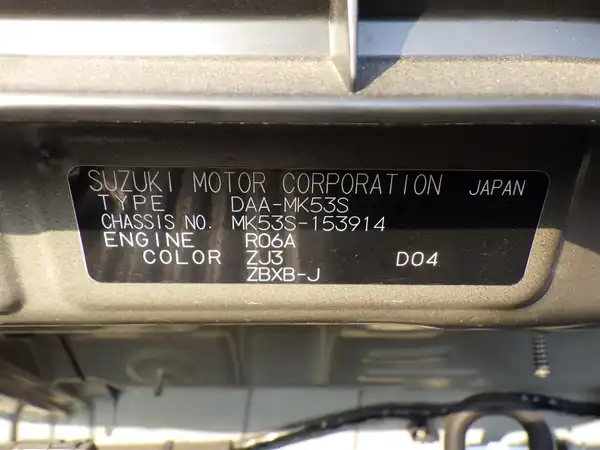 SUZUKI MOTOR CORPORATION JAPAN
TYPE DAA-MK53S
CHASSIS NO. MK53S-153914
ENGINE R06A
COLOR ZJ3 D04
ZBXB-J